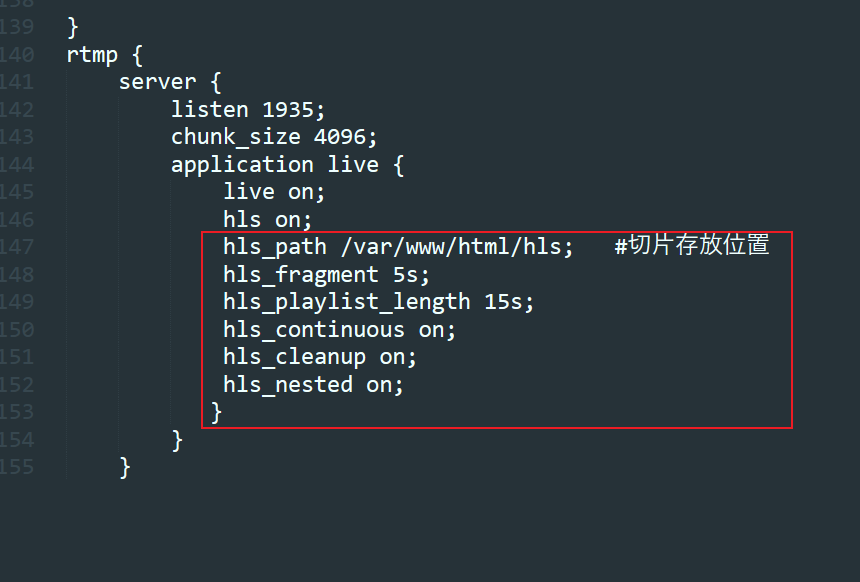 138
139 }
140 rtmp {
141 server {
142 listen 1935;
143 chunk_size 4096;
144 application live {
145 live on;
146 hls on;
147 hls_path /var/www/html/hls; #切片存放位置
148 hls_fragment 5s;
149 hls_playlist_length 15s;
150 hls_continuous on;
151 hls_cleanup on;
152 hls_nested on;
153 }
154 }
155 }